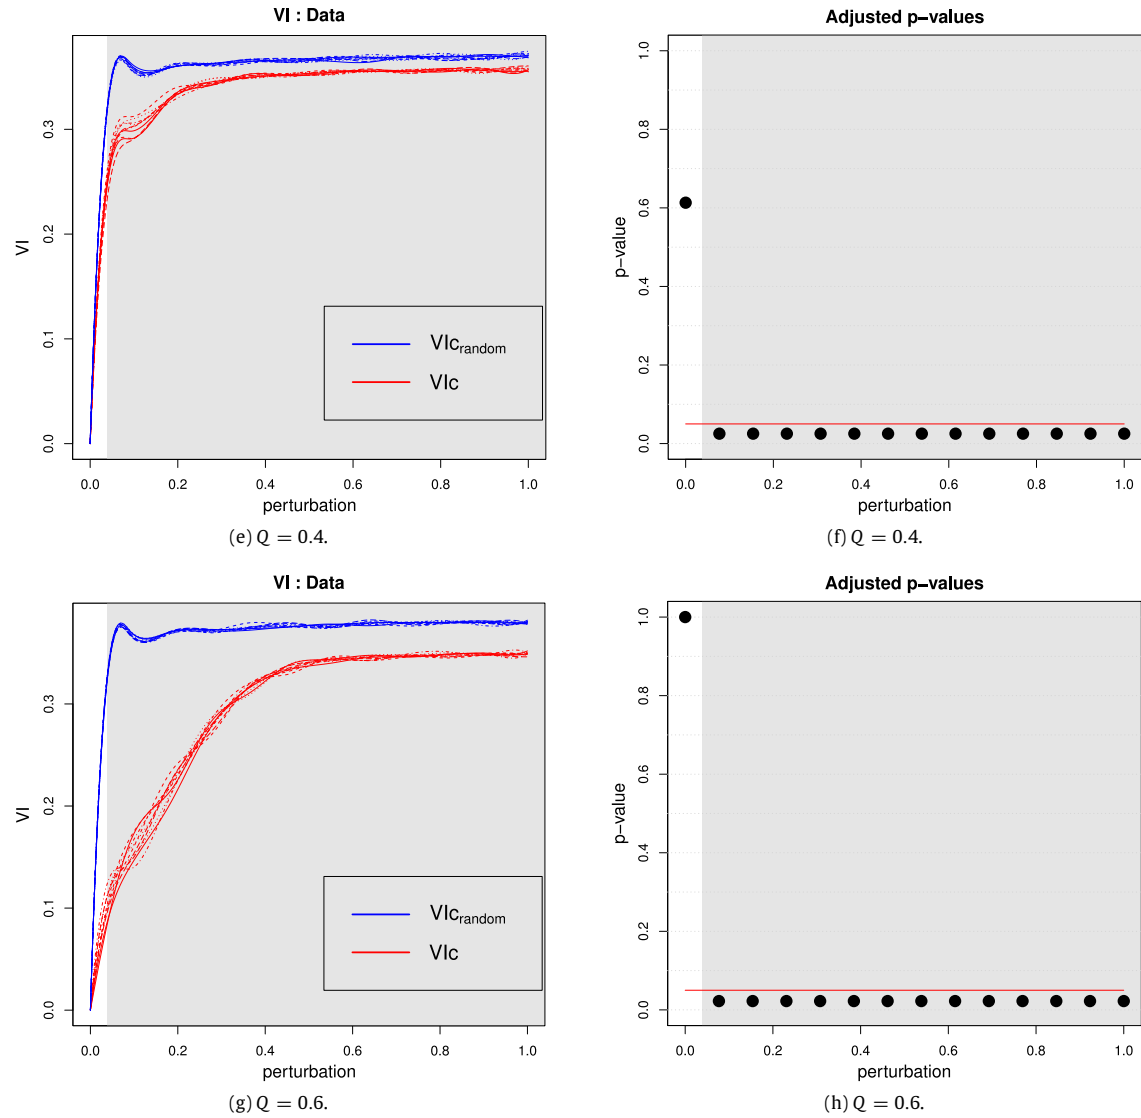 VI : Data
VI
0.0
0.1
0.2
0.3
VIc random
VIc
0.0 0.2 0.4 0.6 0.8 1.0
perturbation
(e) Q = 0.4.
Adjusted p−values
p−value
0.0
0.2
0.4
0.6
0.8
1.0
0.0 0.2 0.4 0.6 0.8 1.0
perturbation
(f) Q = 0.4.
VI : Data
VI
0.0
0.1
0.2
0.3
VIc random
VIc
0.0 0.2 0.4 0.6 0.8 1.0
perturbation
(g) Q = 0.6.
Adjusted p−values
p−value
0.0
0.2
0.4
0.6
0.8
1.0
0.0 0.2 0.4 0.6 0.8 1.0
perturbation
(h) Q = 0.6.